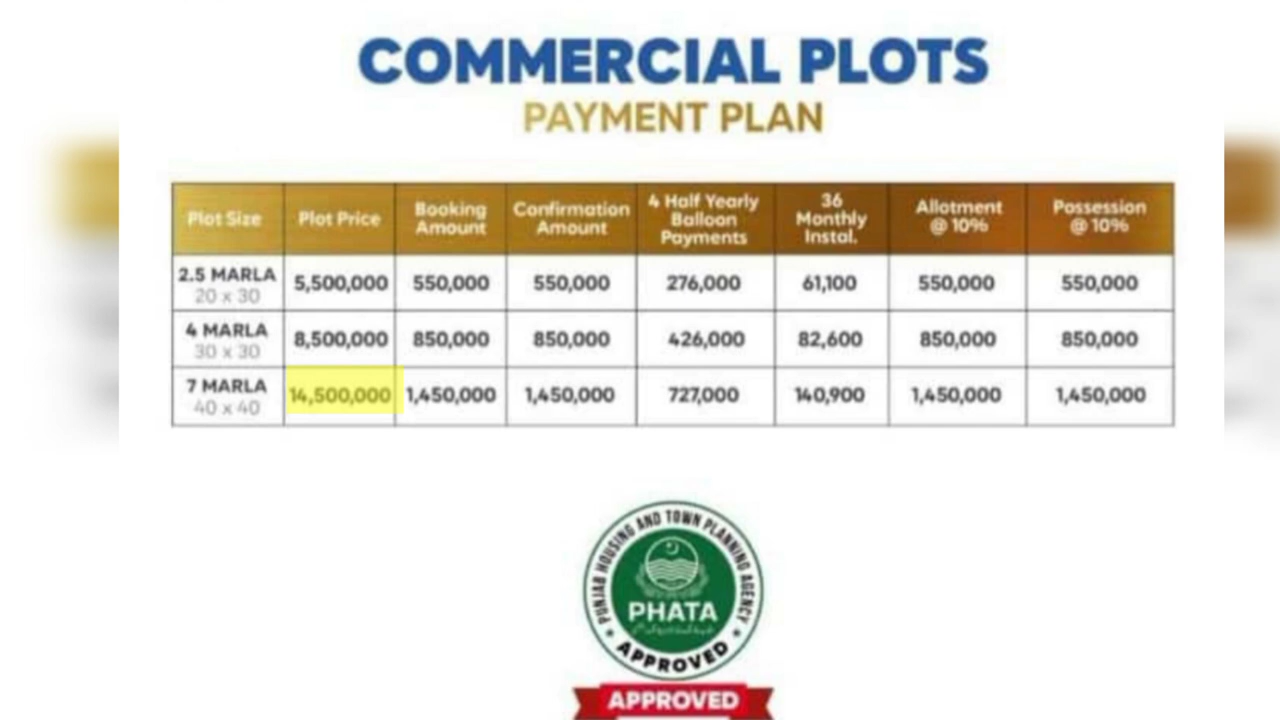 COMMERCIAL PLOTS
PAYMENT PLAN
Plot Size Plot Price Booking Amount Confirmation Amount 4 Half Yearly Balloon Payments 36 Monthly Instal. Allotment @ 10% Possession @ 10%
2.5 MARLA 20 x 30 5,500,000 550,000 550,000 276,000 61,100 550,000 550,000
4 MARLA 30 x 30 8,500,000 850,000 850,000 426,000 82,600 850,000 850,000
7 MARLA 40 x 40 14,500,000 1,450,000 1,450,000 727,000 140,900 1,450,000 1,450,000
PUNJAB HOUSING AND TOWN PLANNING AGENCY
PHATA
APPROVED
APPROVED